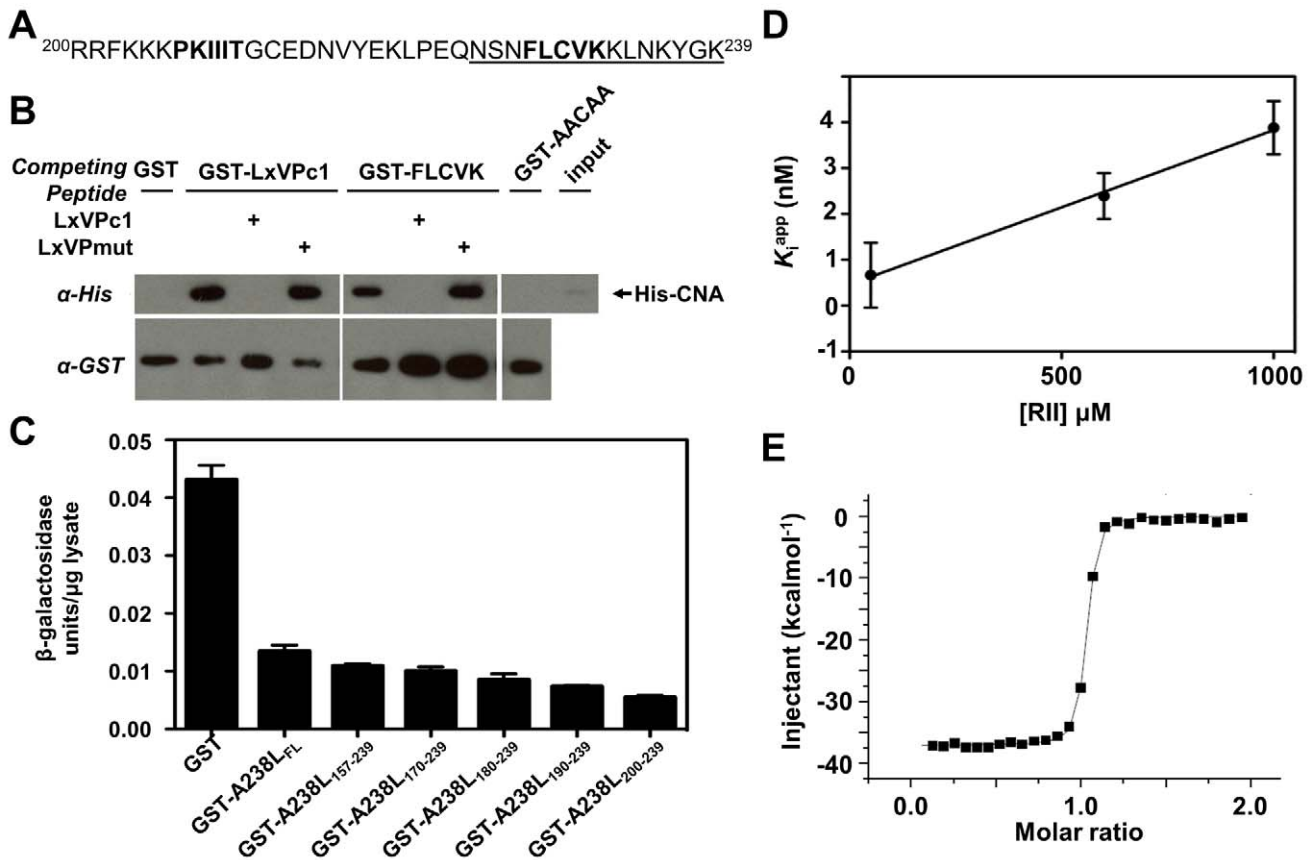 A
200RRFKKKPKIIITGCEDNVYEKLPEQNSNFLCVKKLNKYGK239
B
Competing Peptide
GST
GST-LxVPc1
GST-FLCVK
GST-AACAA
input
LxVPc1 + +
LxVPmut + +
α-His
←His-CNA
α-GST
C
β-galactosidase
units/µg lysate
0.05
0.04
0.03
0.02
0.01
0.00
GST
GST-A238LFL
GST-A238L157-239
GST-A238L170-239
GST-A238L180-239
GST-A238L190-239
GST-A238L200-239
D
Kiapp (nM)
4
3
2
1
0
-1
0 500 1000
[RII] µM
E
Injectant (kcalmol-1)
0
-10
-20
-30
-40
0.0 1.0 2.0
Molar ratio